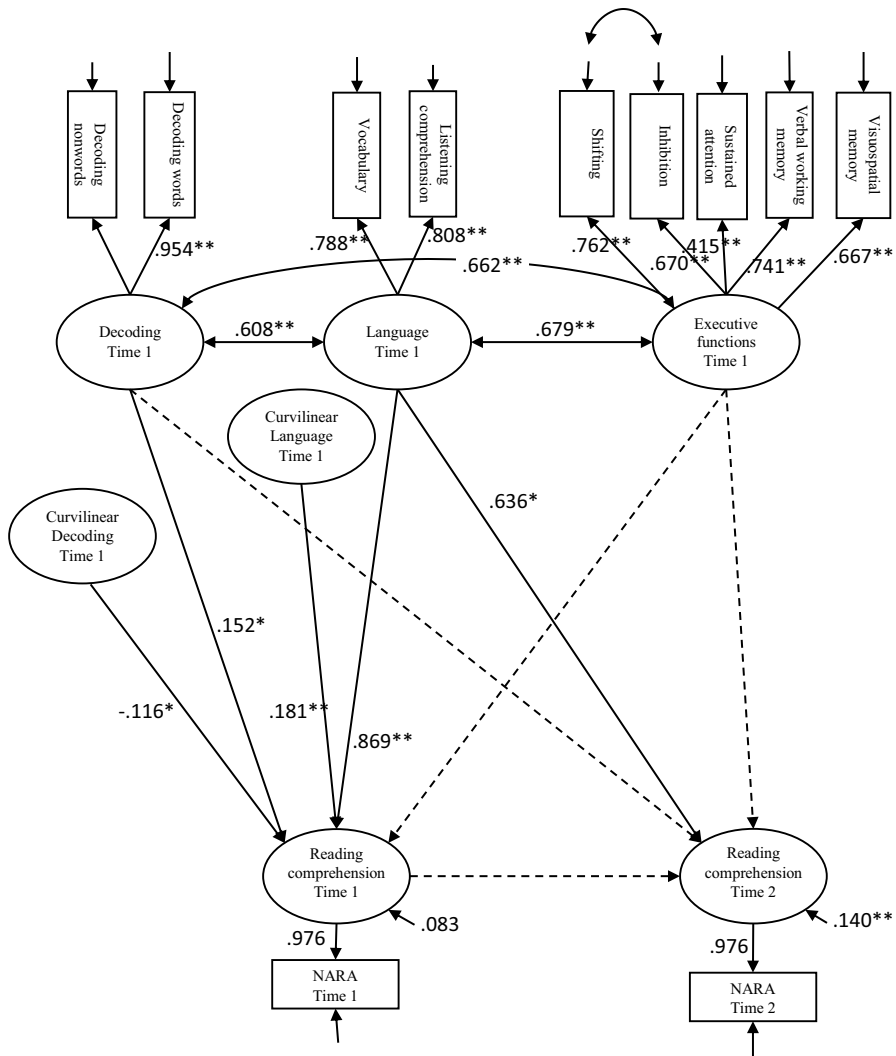 Decoding
nonwords
Decoding words
Vocabulary
Listening
comprehension
Shifting
Inhibition
Sustained
attention
Verbal working
memory
Visuospatial
memory
.954**
.788**
.808**
.762**
.670**
.415**
.741**
.667**
.662**
Decoding
Time 1
.608**
Language
Time 1
.679**
Executive
functions
Time 1
Curvilinear
Language
Time 1
Curvilinear
Decoding
Time 1
.636*
.152*
-.116*
.181**
.869**
Reading
comprehension
Time 1
Reading
comprehension
Time 2
.083
.140**
.976
.976
NARA
Time 1
NARA
Time 2